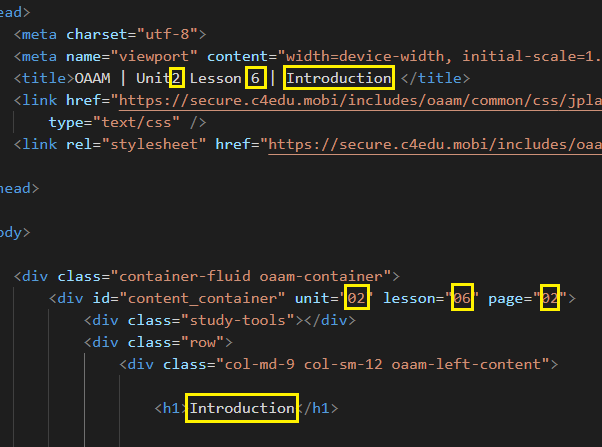 ead>
<meta charset="utf-8">
<meta name="viewport" content="width=device-width, initial-scale=1.
<title>OAAM | Unit2 Lesson 6 | Introduction </title>
<link href="https://secure.c4edu.mobi/includes/oaam/common/css/jpla
type="text/css" />
<link rel="stylesheet" href="https://secure.c4edu.mobi/includes/oaa
head>
ody>
<div class="container-fluid oaam-container">
<div id="content_container" unit="02" lesson="06" page="02">
<div class="study-tools"></div>
<div class="row">
<div class="col-md-9 col-sm-12 oaam-left-content">
<h1>Introduction</h1>